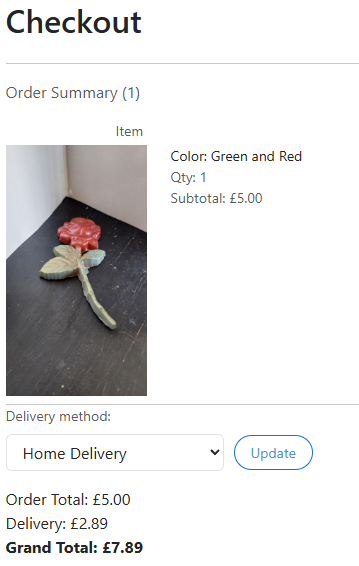 Checkout
Order Summary (1)
Item
Color: Green and Red
Qty: 1
Subtotal: £5.00
Delivery method:
Home Delivery
Update
Order Total: £5.00
Delivery: £2.89
Grand Total: £7.89